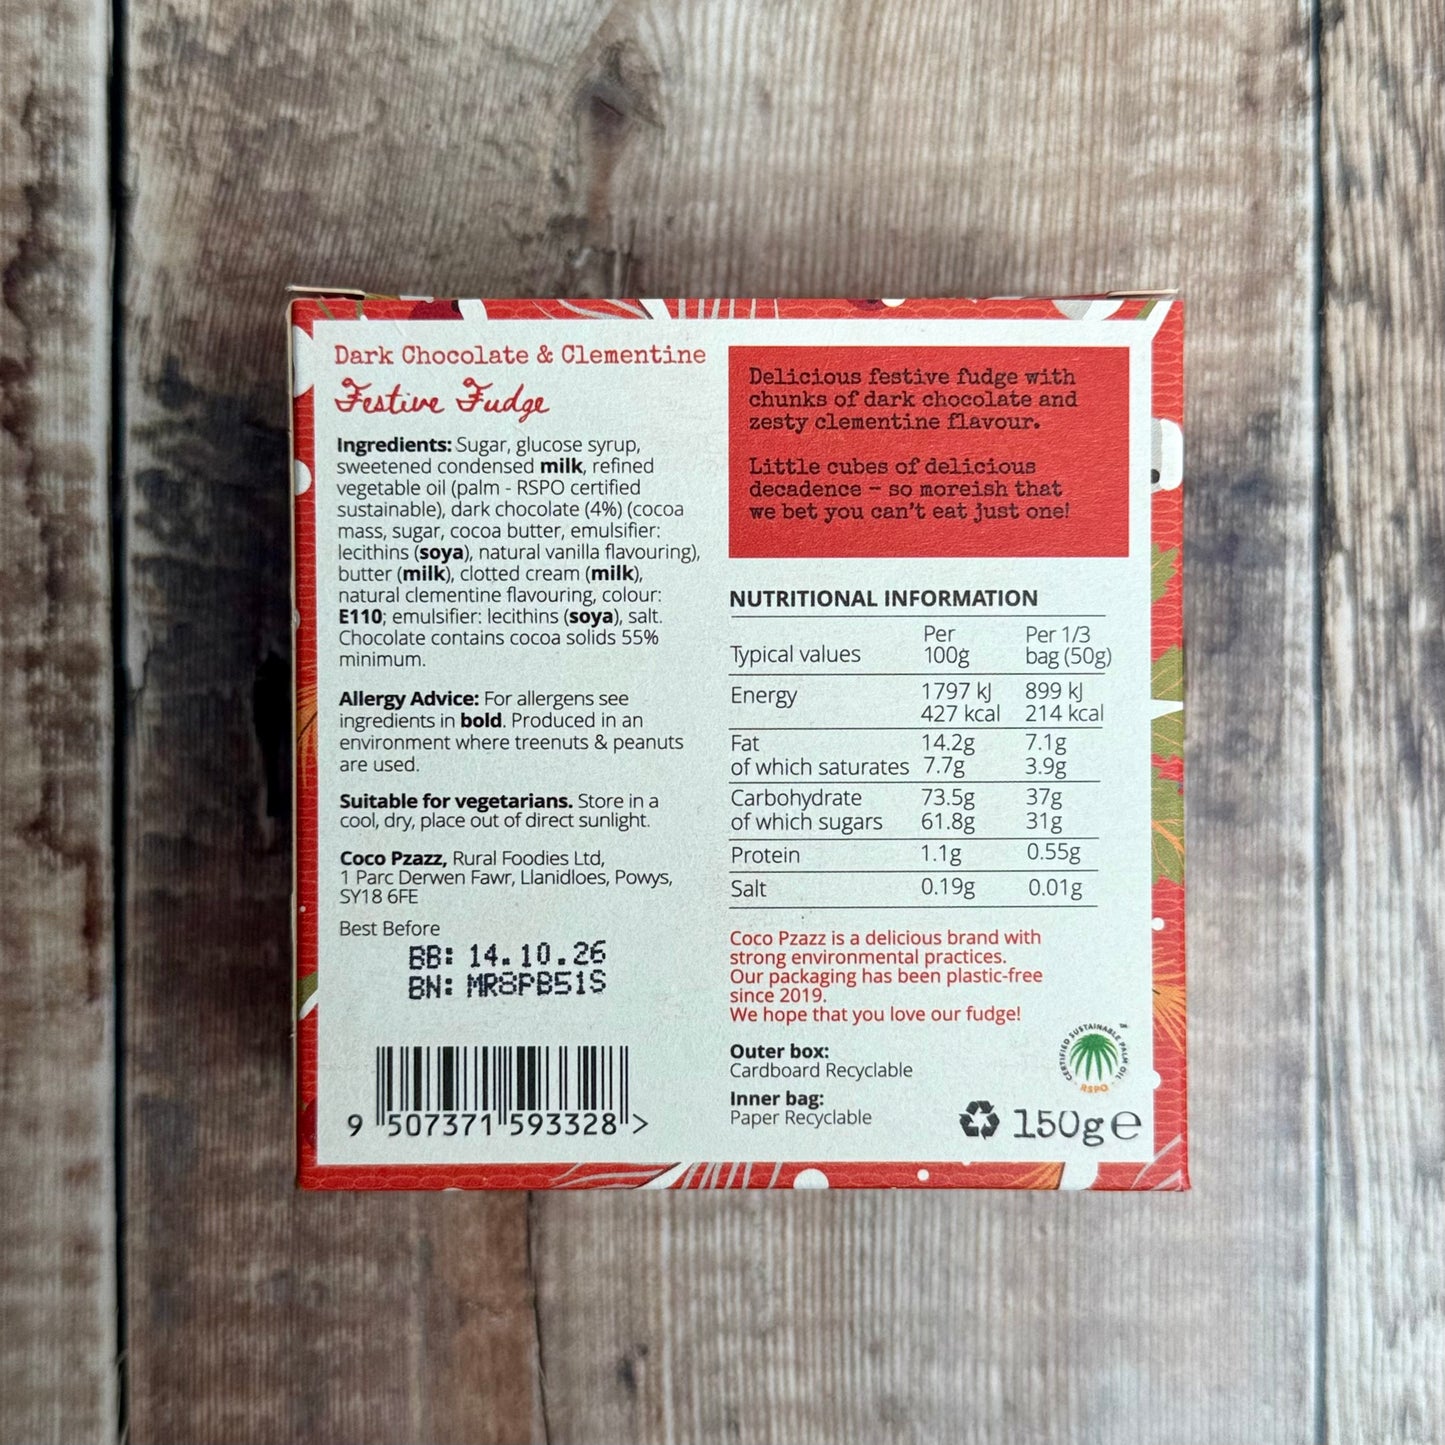 Dark Chocolate & Clementine
Festive Fudge
Ingredients: Sugar, glucose syrup,
sweetened condensed milk, refined
vegetable oil (palm - RSPO certified
sustainable), dark chocolate (4%) (cocoa
mass, sugar, cocoa butter, emulsifier:
lecithins (soya), natural vanilla flavouring),
butter (milk), clotted cream (milk),
natural clementine flavouring, colour:
E110; emulsifier: lecithins (soya), salt.
Chocolate contains cocoa solids 55%
minimum.
Allergy Advice: For allergens see
ingredients in bold. Produced in an
environment where treenuts & peanuts
are used.
Suitable for vegetarians. Store in a
cool, dry, place out of direct sunlight.
Coco Pzazz, Rural Foodies Ltd,
1 Parc Derwen Fawr, Llanidloes, Powys,
SY18 6FE
Best Before
BB: 14.10.26
BN: MR8PB51S
9 507371 593328 >
Delicious festive fudge with
chunks of dark chocolate and
zesty clementine flavour.
Little cubes of delicious
decadence – so moreish that
we bet you can't eat just one!
NUTRITIONAL INFORMATION
Typical values Per 100g Per 1/3 bag (50g)
Energy 1797 kJ 899 kJ
427 kcal 214 kcal
Fat 14.2g 7.1g
of which saturates 7.7g 3.9g
Carbohydrate 73.5g 37g
of which sugars 61.8g 31g
Protein 1.1g 0.55g
Salt 0.19g 0.01g
Coco Pzazz is a delicious brand with
strong environmental practices.
Our packaging has been plastic-free
since 2019.
We hope that you love our fudge!
Outer box:
Cardboard Recyclable
Inner bag:
Paper Recyclable
CERTIFIED SUSTAINABLE PALM OIL ™
RSPO
150g e